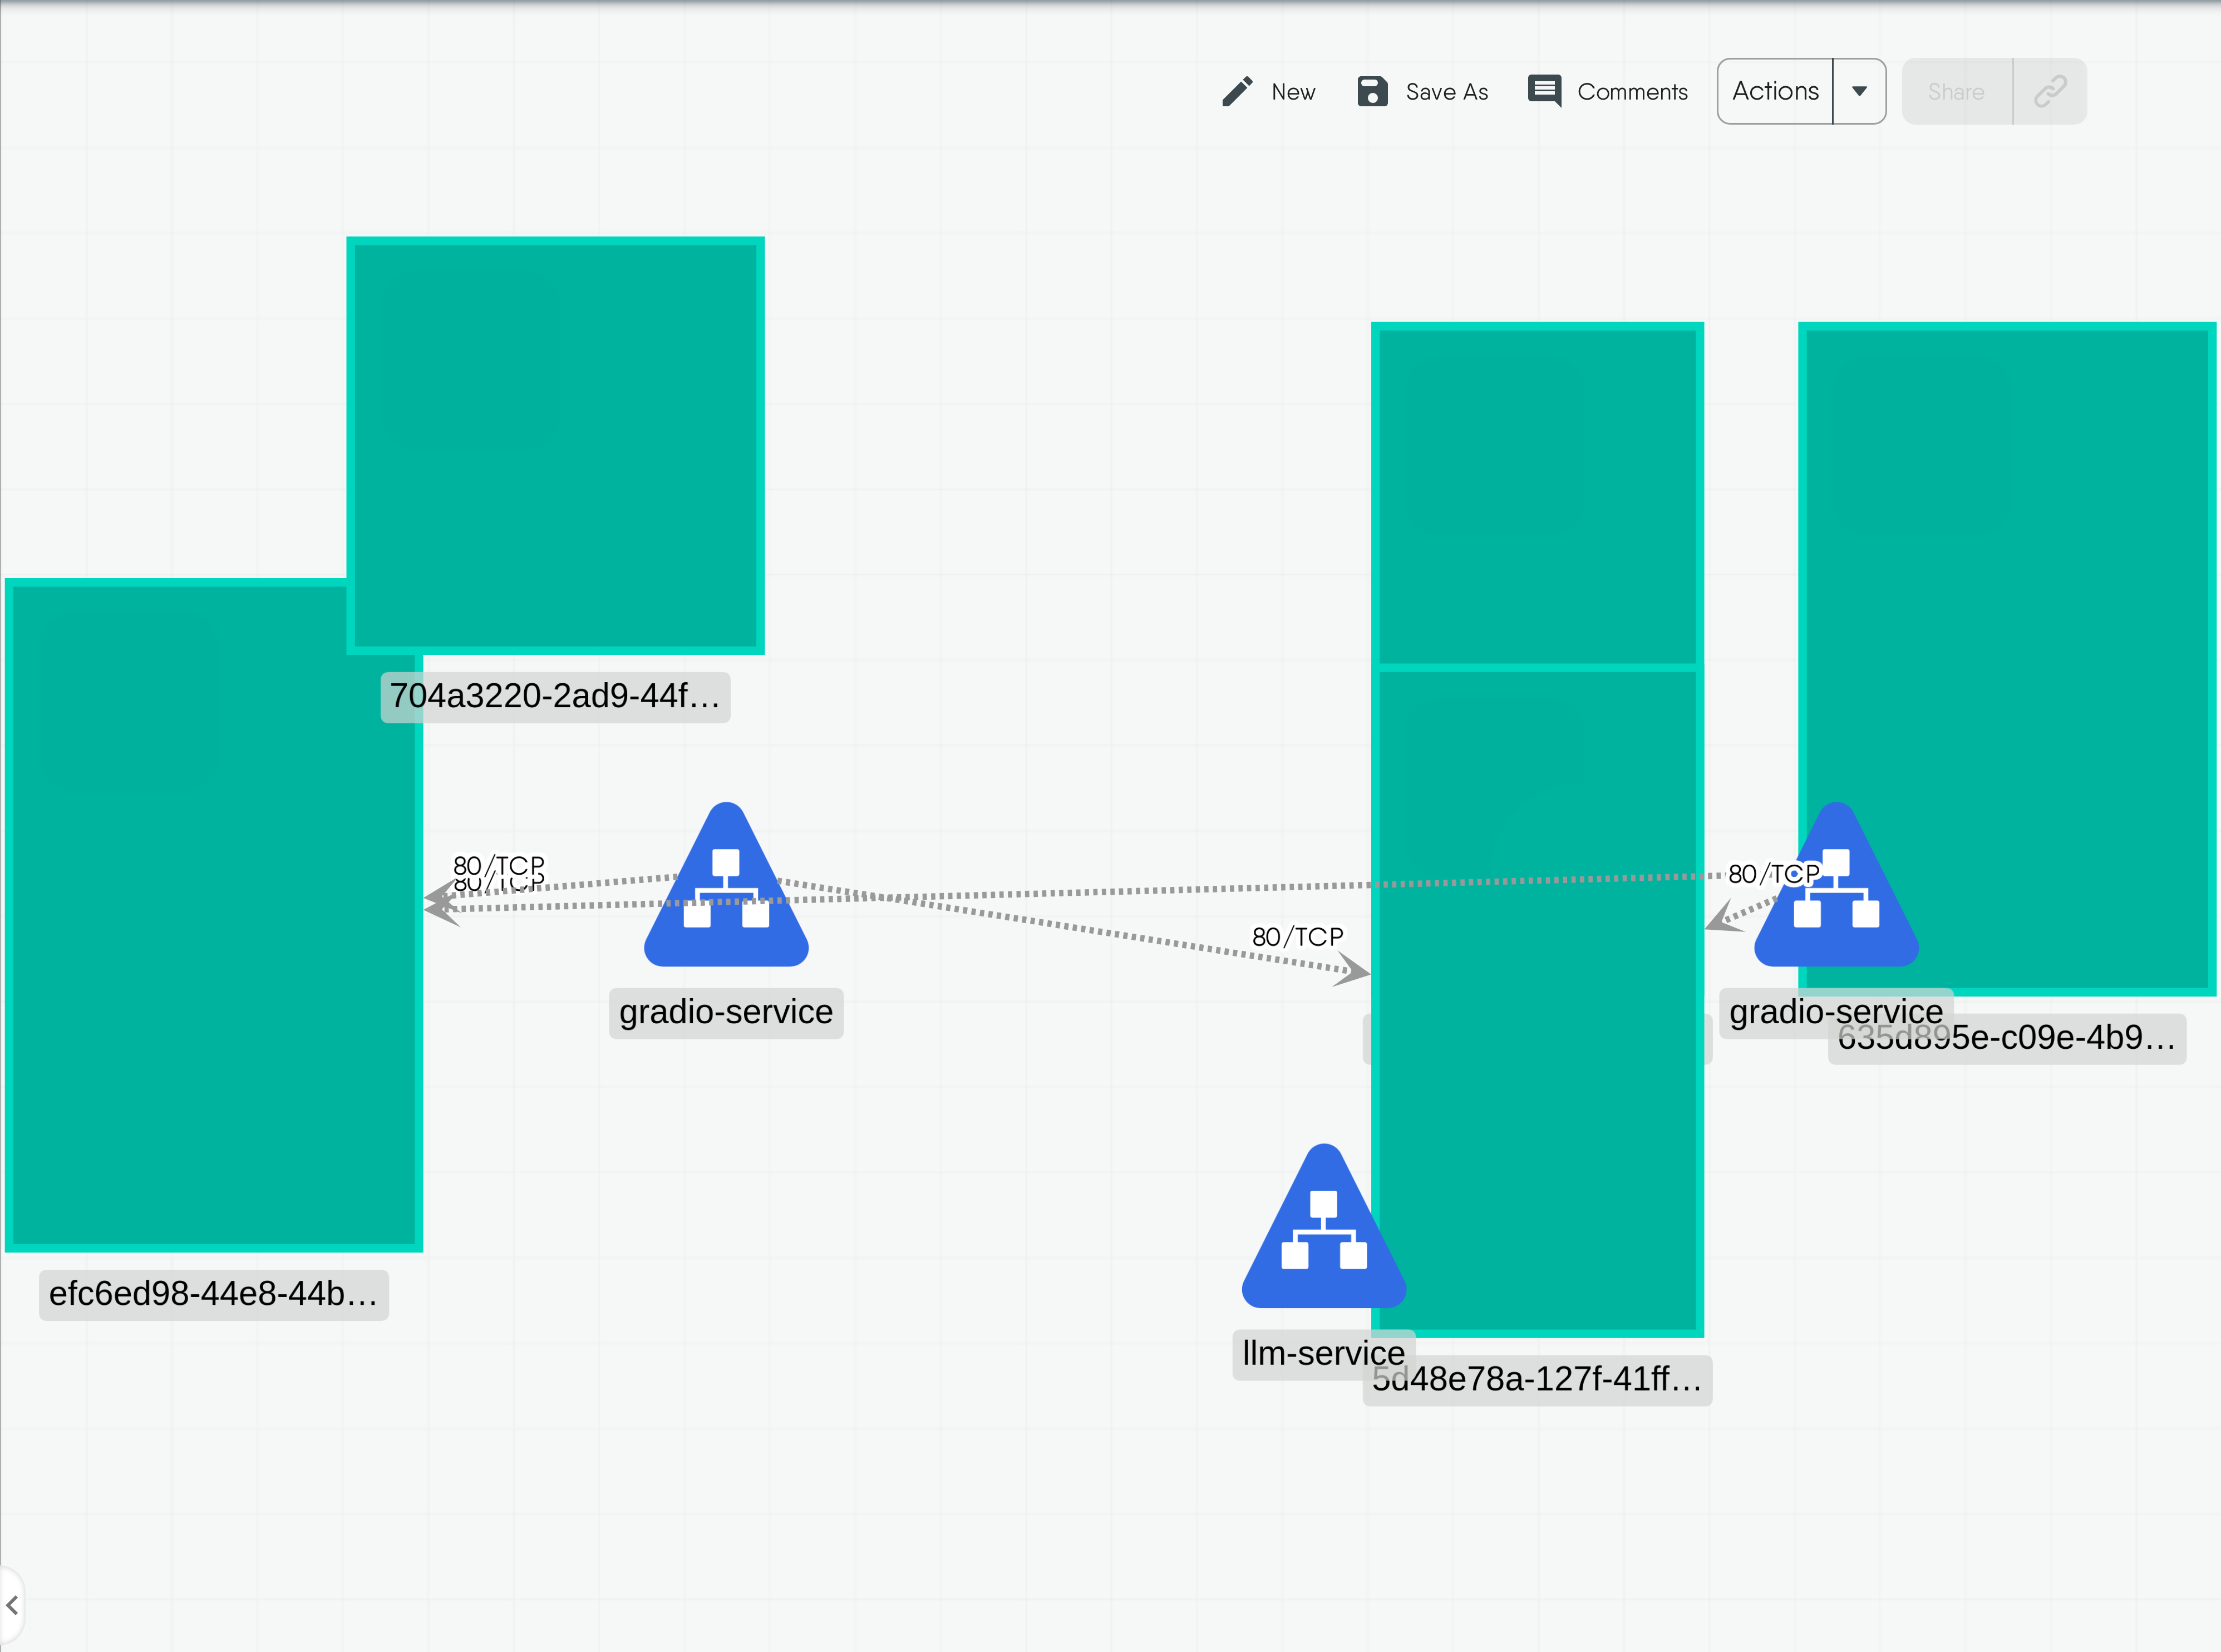 New
Save As
Comments
Actions
Share
704a3220-2ad9-44f…
80/TCP
80/TCP
80/TCP
80/TCP
gradio-service
gradio-service
635d895e-c09e-4b9…
efc6ed98-44e8-44b…
llm-service
5d48e78a-127f-41ff…